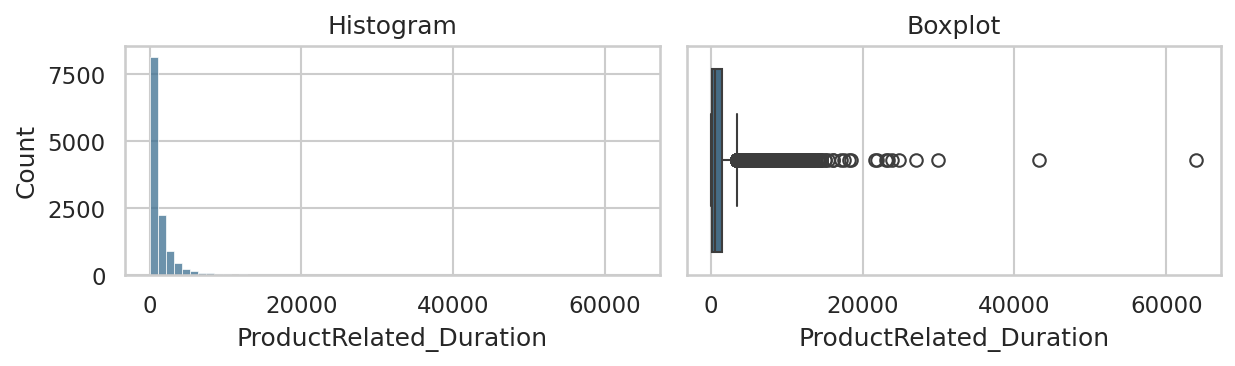 Histogram
Count
7500
5000
2500
0
0 20000 40000 60000
ProductRelated_Duration
Boxplot
0 20000 40000 60000
ProductRelated_Duration